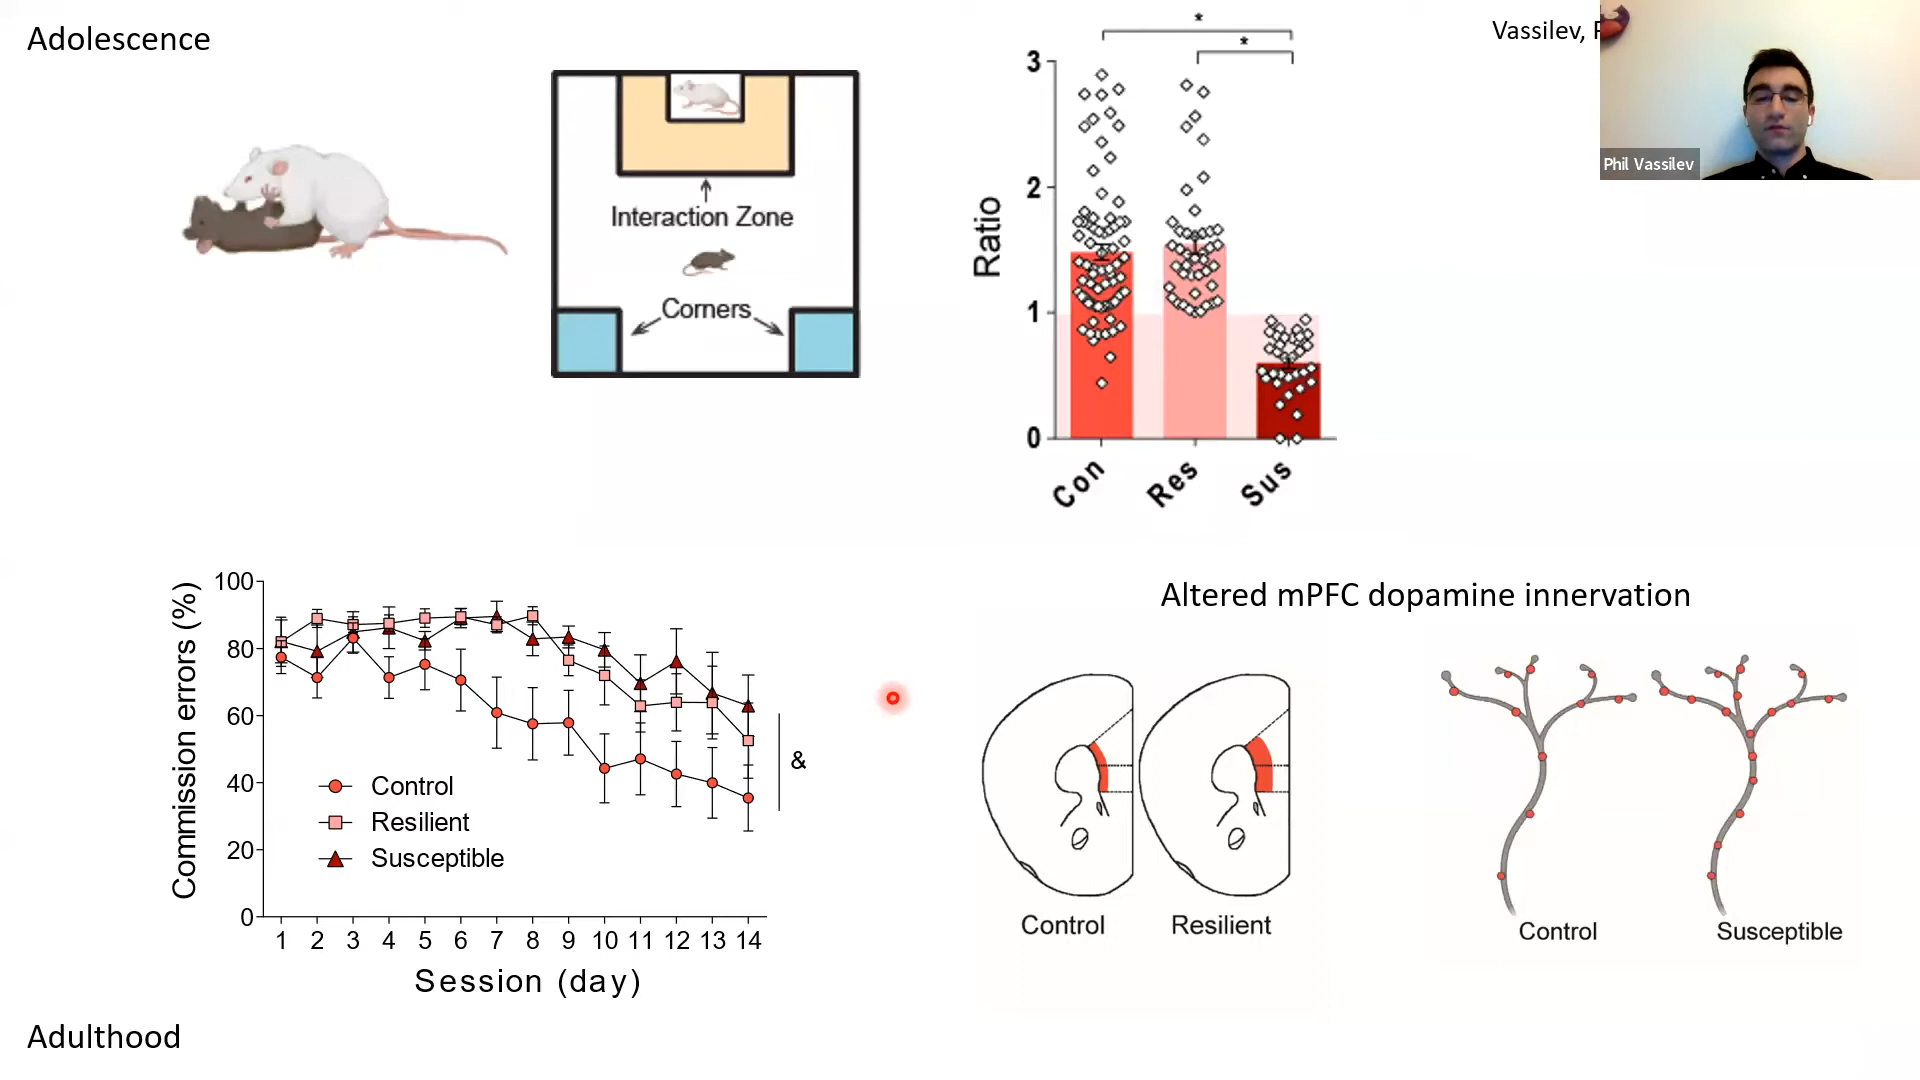 Adolescence
Interaction Zone
Corners
*
*
3
2
1
0
Ratio
Con
Res
Sus
Vassilev,
Phil Vassilev
100
80
60
40
20
0
Commission errors (%)
Control
Resilient
Susceptible
&
1 2 3 4 5 6 7 8 9 10 11 12 13 14
Session (day)
Altered mPFC dopamine innervation
Control
Resilient
Control
Susceptible
Adulthood